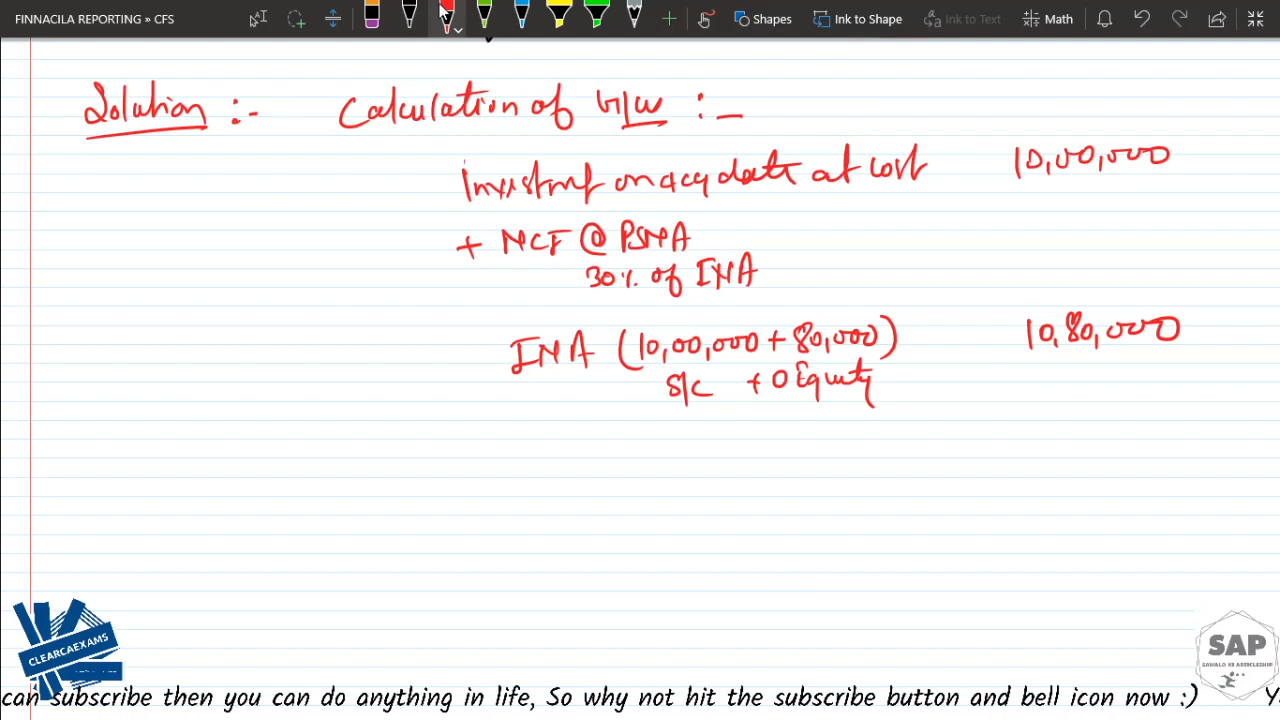 FINNACILA REPORTING » CFS
Shapes
Ink to Shape
Ink to Text
Math
Solution :- Calculation of G/W :-
Investment on acq date at cost 10,00,000
+ NCI @ PSNA
30% of INA
INA (10,00,000 + 80,000) 10,80,000
S/C + O Equity
CLEARCAEXAMS
SAP
SAWALO KE ARTICLESHIP
can subscribe then you can do anything in life, So why not hit the subscribe button and bell icon now :)